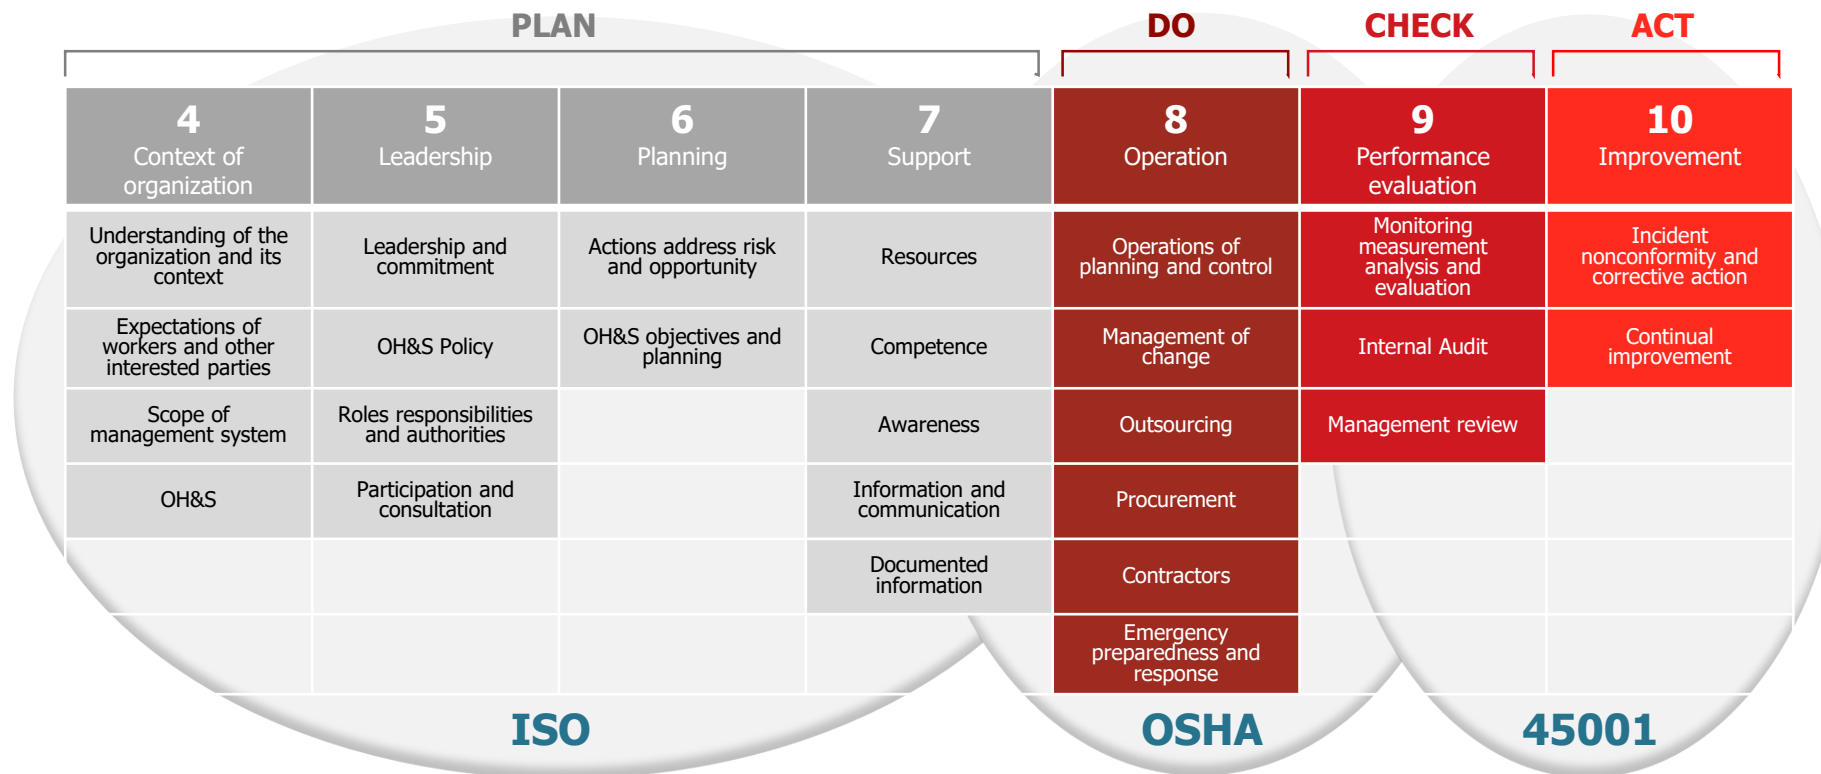 PLAN
DO
CHECK
ACT
4
Context of
organization
5
Leadership
6
Planning
7
Support
8
Operation
9
Performance
evaluation
10
Improvement
Understanding of the
organization and its
context
Leadership and
commitment
Actions address risk
and opportunity
Resources
Operations of
planning and control
Monitoring
measurement
analysis and
evaluation
Incident
nonconformity and
corrective action
Expectations of
workers and other
interested parties
OH&S Policy
OH&S objectives and
planning
Competence
Management of
change
Internal Audit
Continual
improvement
Scope of
management system
Roles responsibilities
and authorities
Awareness
Outsourcing
Management review
OH&S
Participation and
consultation
Information and
communication
Procurement
Documented
information
Contractors
Emergency
preparedness and
response
ISO
OSHA
45001